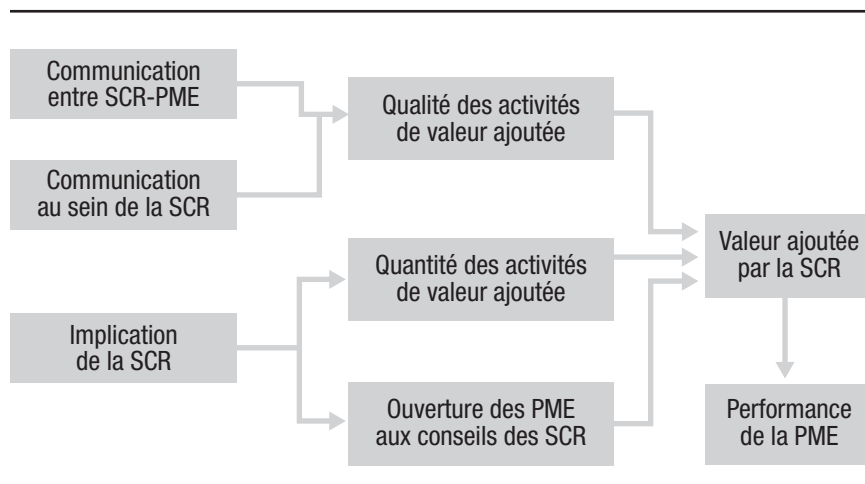 Communication
entre SCR-PME
Communication
au sein de la SCR
Implication
de la SCR
Qualité des activités
de valeur ajoutée
Quantité des activités
de valeur ajoutée
Ouverture des PME
aux conseils des SCR
Valeur ajoutée
par la SCR
Performance
de la PME